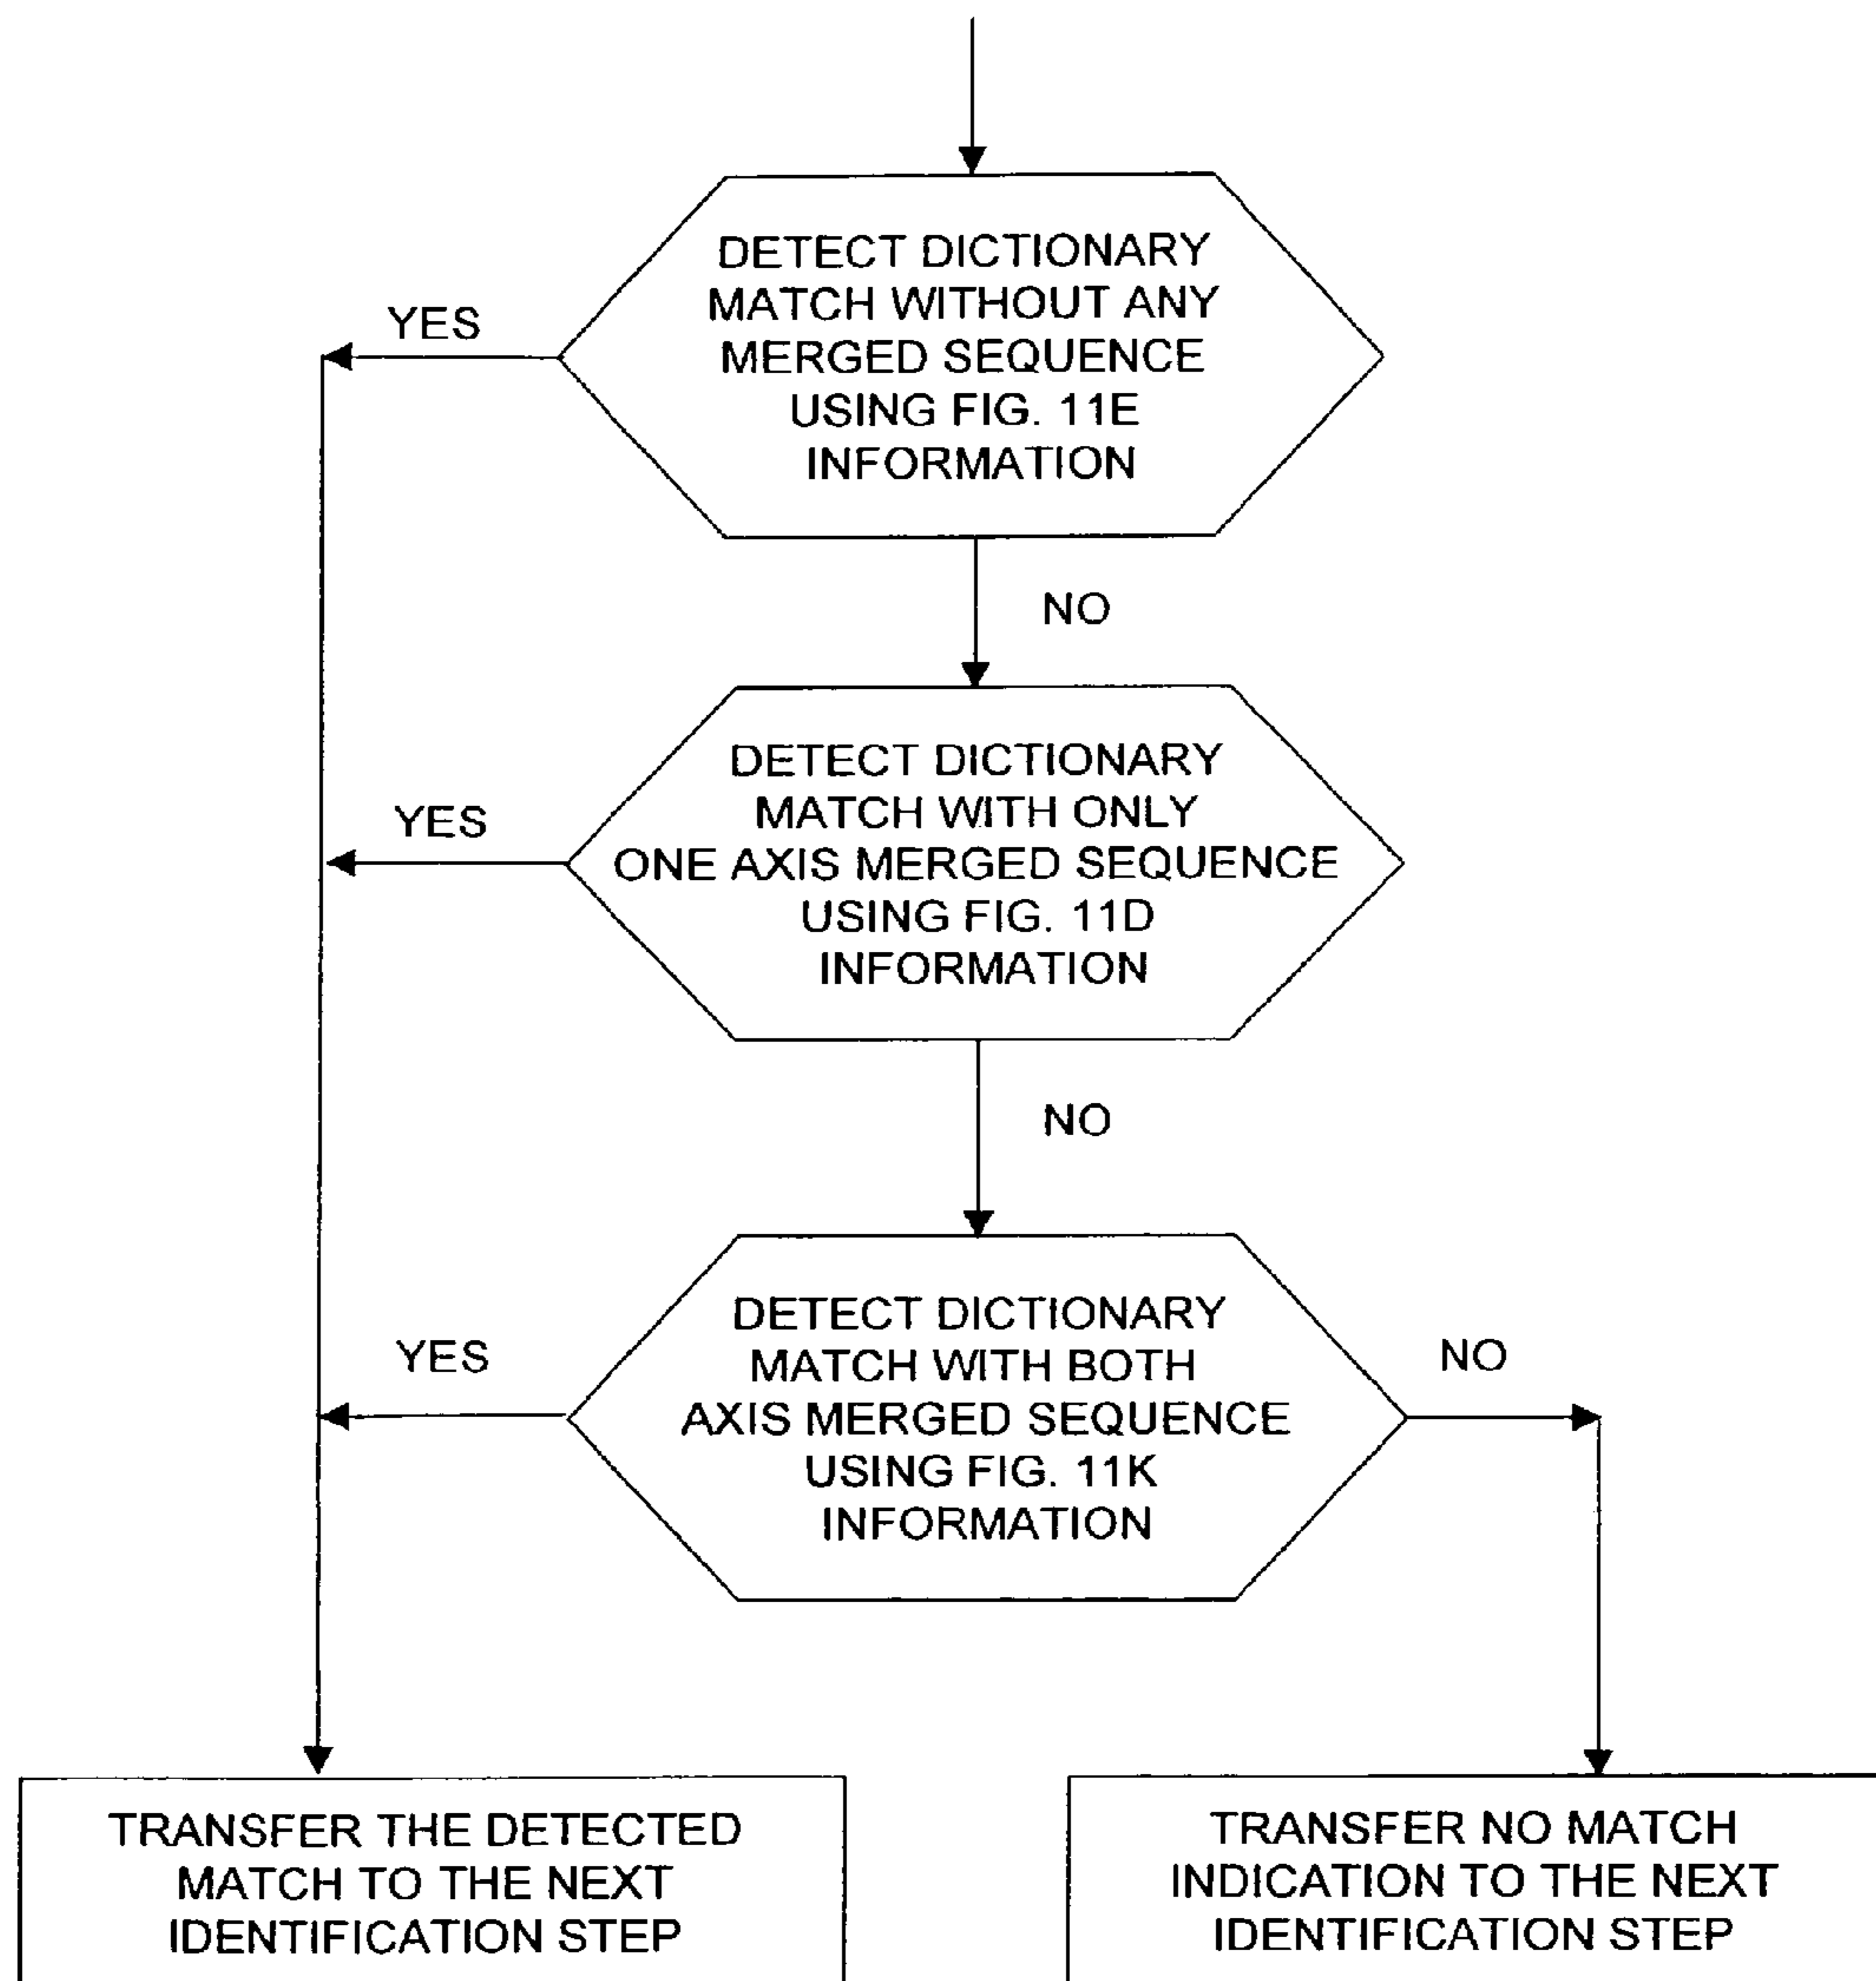 DETECT DICTIONARY
MATCH WITHOUT ANY
MERGED SEQUENCE
USING FIG. 11E
INFORMATION
YES
NO
DETECT DICTIONARY
MATCH WITH ONLY
ONE AXIS MERGED SEQUENCE
USING FIG. 11D
INFORMATION
YES
NO
DETECT DICTIONARY
MATCH WITH BOTH
AXIS MERGED SEQUENCE
USING FIG. 11K
INFORMATION
YES
NO
TRANSFER THE DETECTED
MATCH TO THE NEXT
IDENTIFICATION STEP
TRANSFER NO MATCH
INDICATION TO THE NEXT
IDENTIFICATION STEP